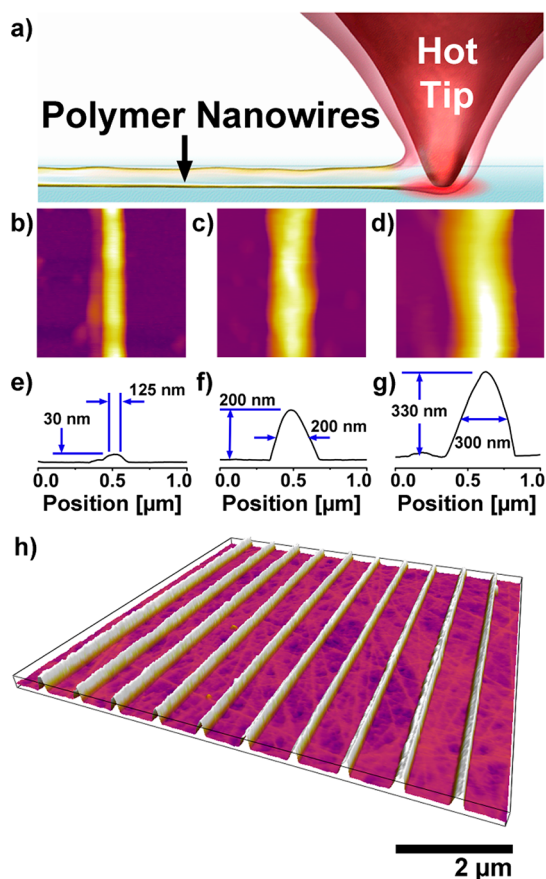 a)
Hot
Tip
Polymer Nanowires
b)
c)
d)
e)
125 nm
30 nm
0.0 0.5 1.0
Position [µm]
f)
200 nm
200 nm
0.0 0.5 1.0
Position [µm]
g)
330 nm
300 nm
0.0 0.5 1.0
Position [µm]
h)
2 µm